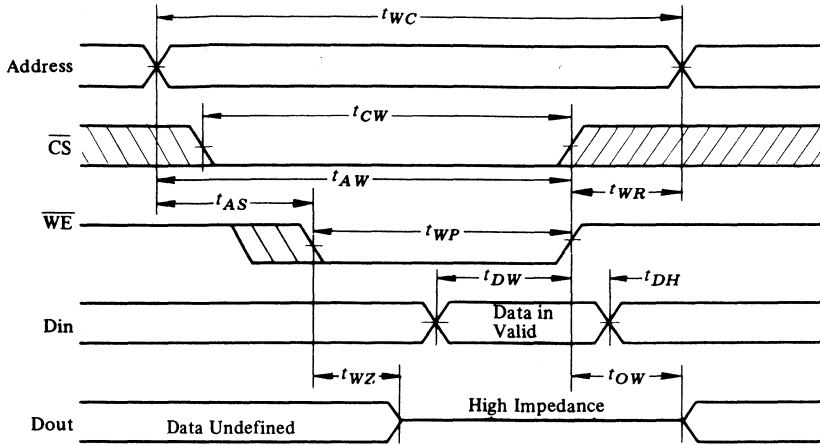 tWC
Address
tCW
CS
tAW
tAS
tWR
WE
tWP
tDW
tDH
Din
Data in
Valid
tWZ
tOW
High Impedance
Dout
Data Undefined